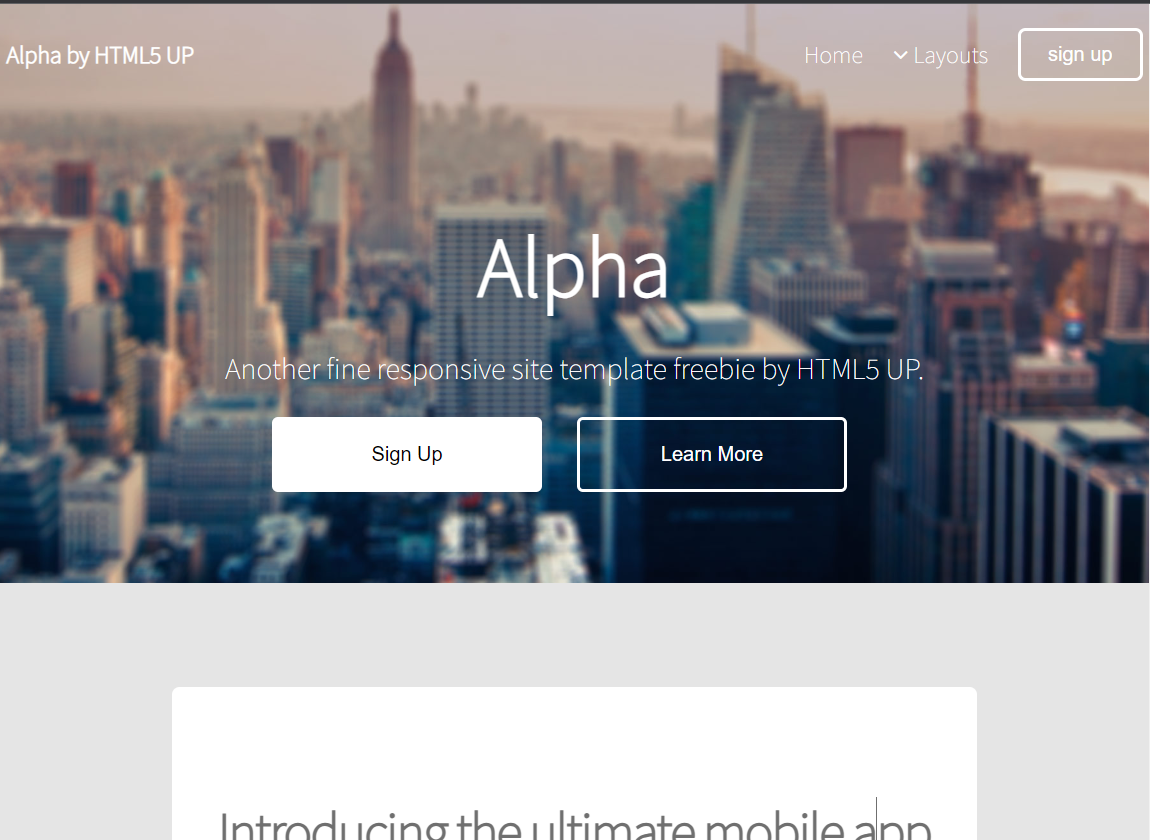 Alpha by HTML5 UP
Home
Layouts
sign up
Alpha
Another fine responsive site template freebie by HTML5 UP.
Sign Up
Learn More
Introducing the ultimate mobile app